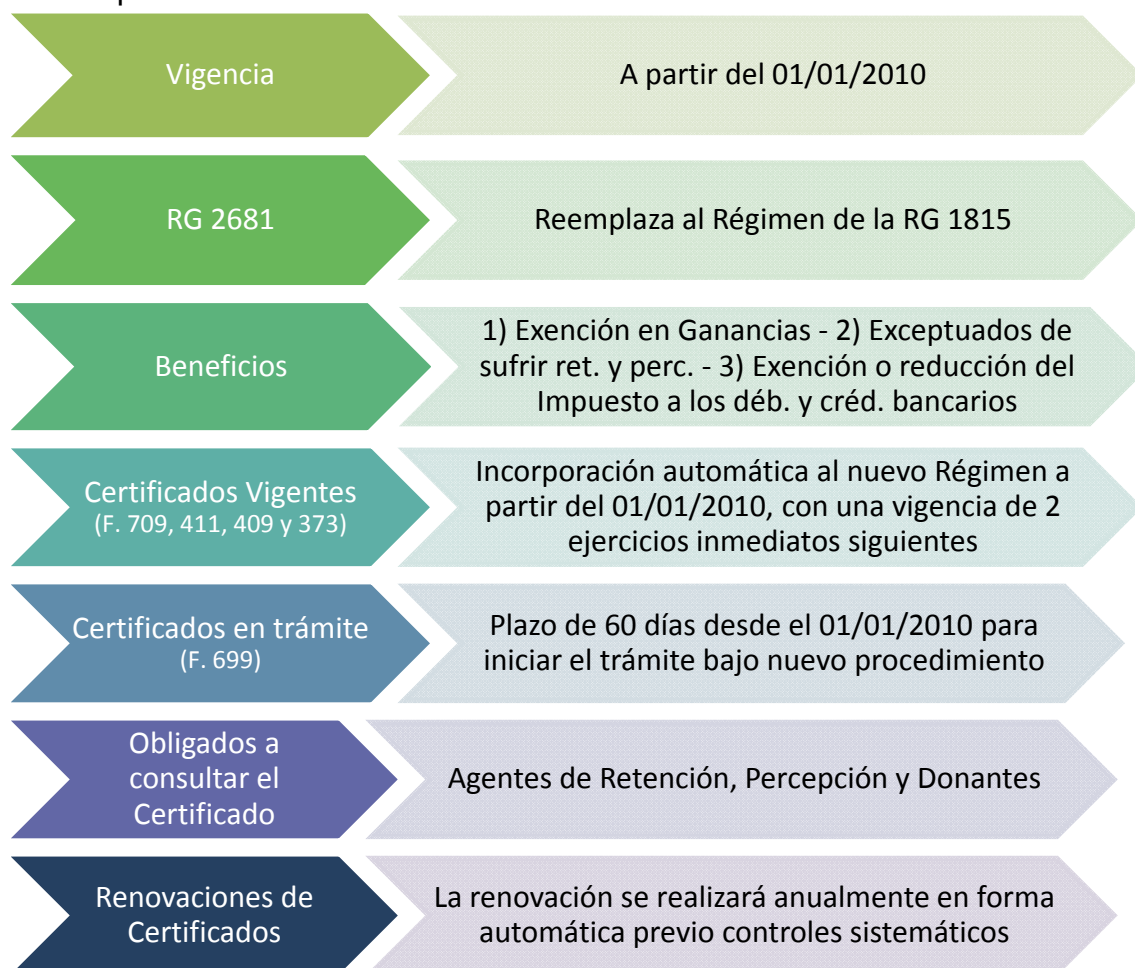 Vigencia
A partir del 01/01/2010
RG 2681
Reemplaza al Régimen de la RG 1815
Beneficios
1) Exención en Ganancias - 2) Exceptuados de
sufrir ret. y perc. - 3) Exención o reducción del
Impuesto a los déb. y créd. bancarios
Certificados Vigentes
(F. 709, 411, 409 y 373)
Incorporación automática al nuevo Régimen a
partir del 01/01/2010, con una vigencia de 2
ejercicios inmediatos siguientes
Certificados en trámite
(F. 699)
Plazo de 60 días desde el 01/01/2010 para
iniciar el trámite bajo nuevo procedimiento
Obligados a
consultar el
Certificado
Agentes de Retención, Percepción y Donantes
Renovaciones de
Certificados
La renovación se realizará anualmente en forma
automática previo controles sistemáticos